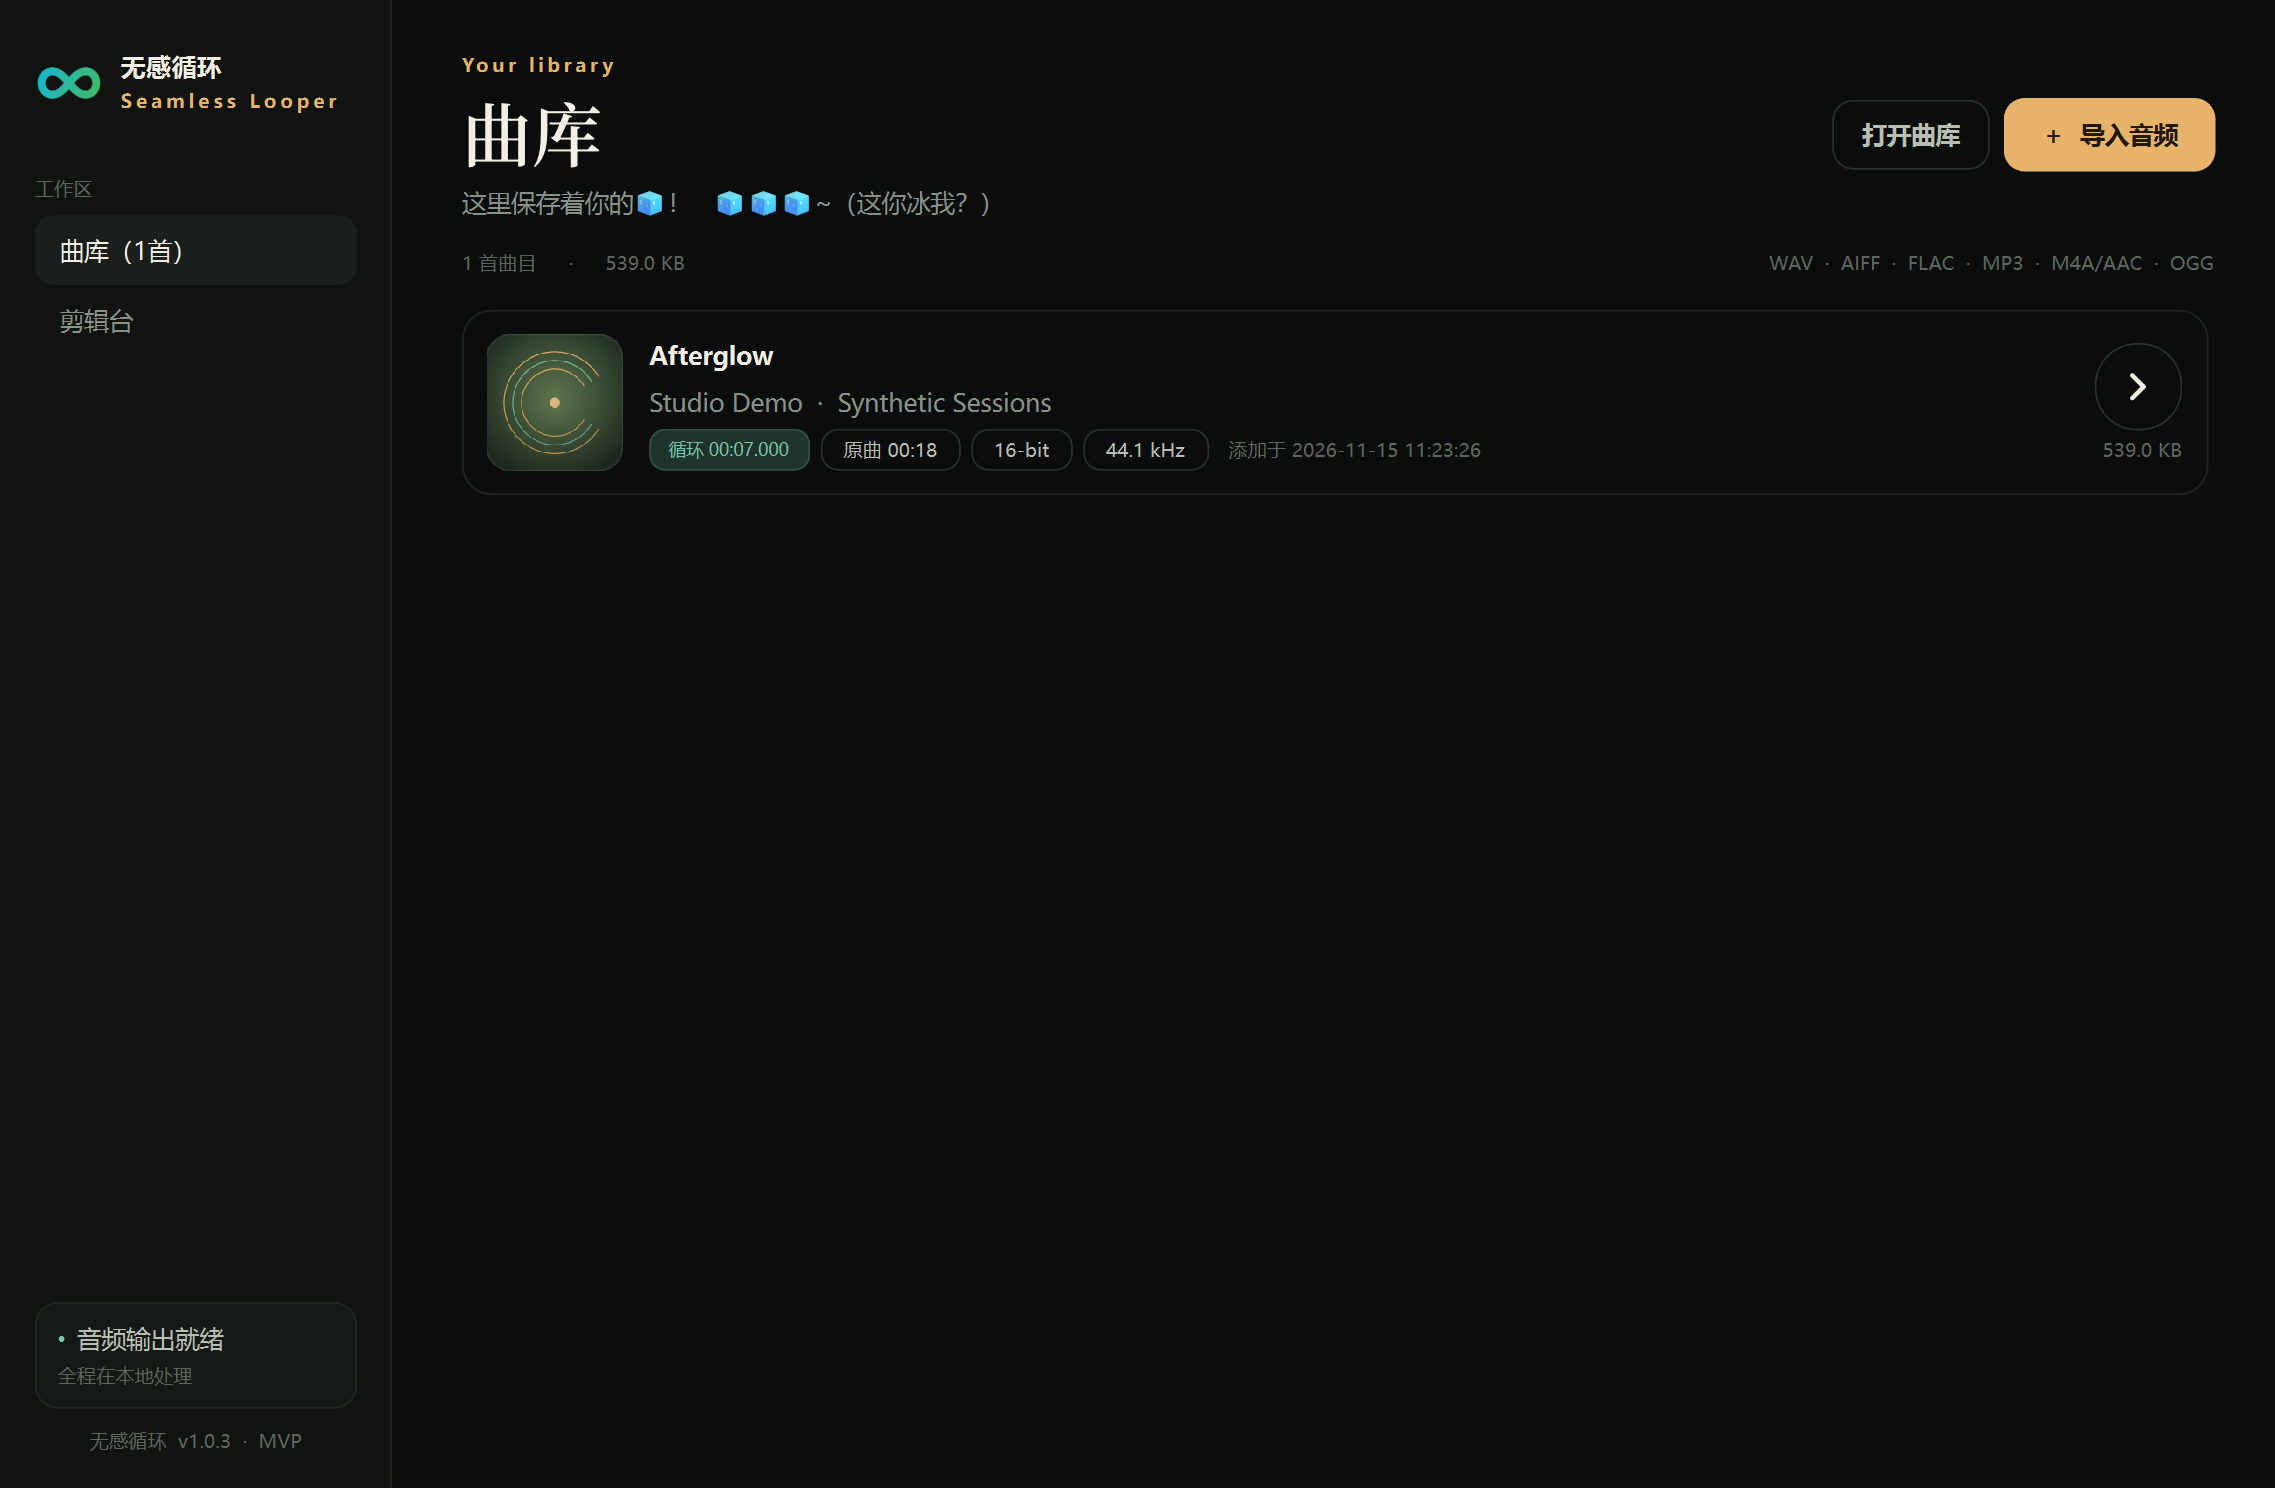 无感循环
Seamless Looper
工作区
曲库（1首）
剪辑台
音频输出就绪
全程在本地处理
无感循环 v1.0.3 · MVP
Your library
曲库
这里保存着你的🧊！ 🧊🧊🧊~（这你冰我？）
打开曲库
+ 导入音频
1 首曲目 · 539.0 KB
WAV · AIFF · FLAC · MP3 · M4A/AAC · OGG
Afterglow
Studio Demo · Synthetic Sessions
循环 00:07.000 原曲 00:18 16-bit 44.1 kHz 添加于 2026-11-15 11:23:26
539.0 KB